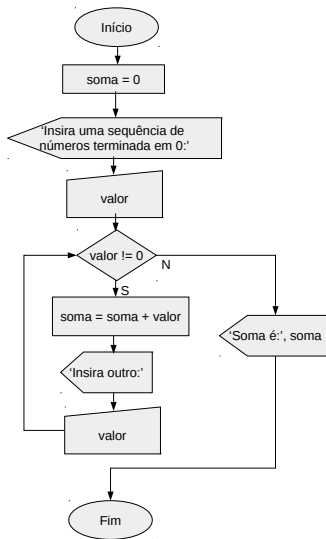 Início
soma = 0
‘Insira uma sequência de
números terminada em 0:’
valor
valor != 0
N
S
soma = soma + valor
‘Soma é:’, soma
‘Insira outro:’
valor
Fim